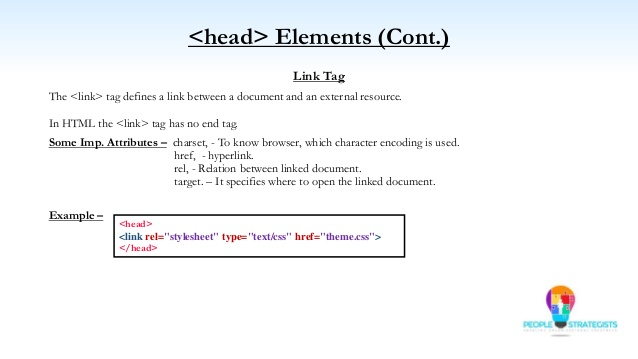 <head> Elements (Cont.)
Link Tag
The <link> tag defines a link between a document and an external resource.
In HTML the <link> tag has no end tag.
Some Imp. Attributes – charset, - To know browser, which character encoding is used.
href, - hyperlink.
rel, - Relation between linked document.
target. – It specifies where to open the linked document.
Example –
<head>
<link rel="stylesheet" type="text/css" href="theme.css">
</head>
PEOPLE STRATEGISTS